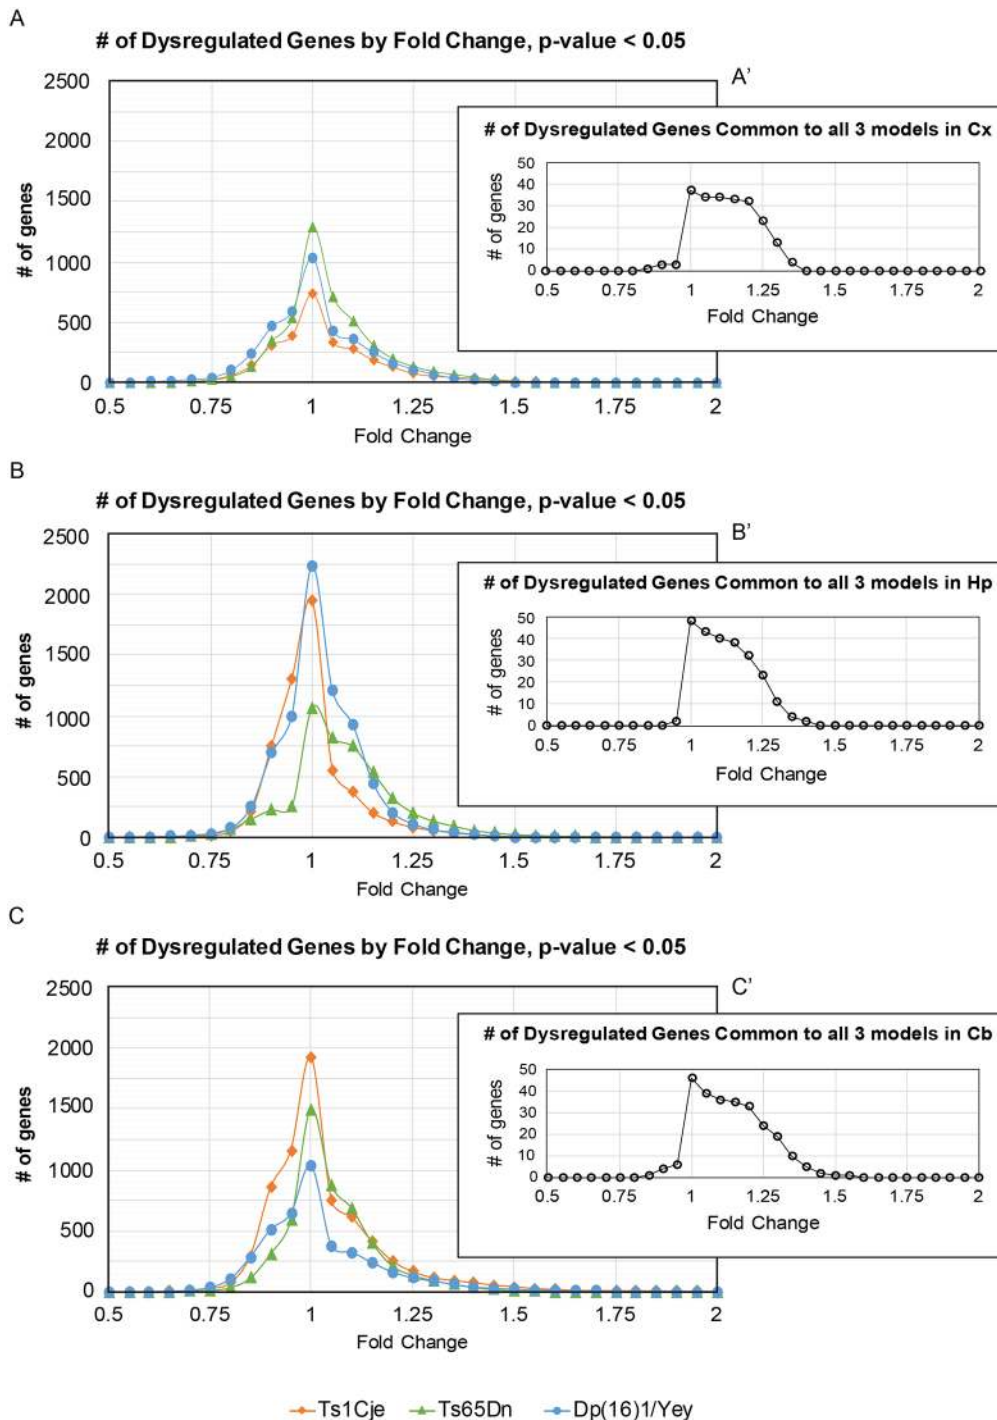 A
# of Dysregulated Genes by Fold Change, p-value < 0.05
2500
2000
1500
1000
500
0
# of genes
0.5 0.75 1 1.25 1.5 1.75 2
Fold Change
A'
# of Dysregulated Genes Common to all 3 models in Cx
50
40
30
20
10
0
# of genes
0.5 0.75 1 1.25 1.5 1.75 2
Fold Change
B
# of Dysregulated Genes by Fold Change, p-value < 0.05
2500
2000
1500
1000
500
0
# of genes
0.5 0.75 1 1.25 1.5 1.75 2
Fold Change
B'
# of Dysregulated Genes Common to all 3 models in Hp
50
40
30
20
10
0
# of genes
0.5 0.75 1 1.25 1.5 1.75 2
Fold Change
C
# of Dysregulated Genes by Fold Change, p-value < 0.05
2500
2000
1500
1000
500
0
# of genes
0.5 0.75 1 1.25 1.5 1.75 2
Fold Change
C'
# of Dysregulated Genes Common to all 3 models in Cb
50
40
30
20
10
0
# of genes
0.5 0.75 1 1.25 1.5 1.75 2
Fold Change
Ts1Cje Ts65Dn Dp(16)1/Yey